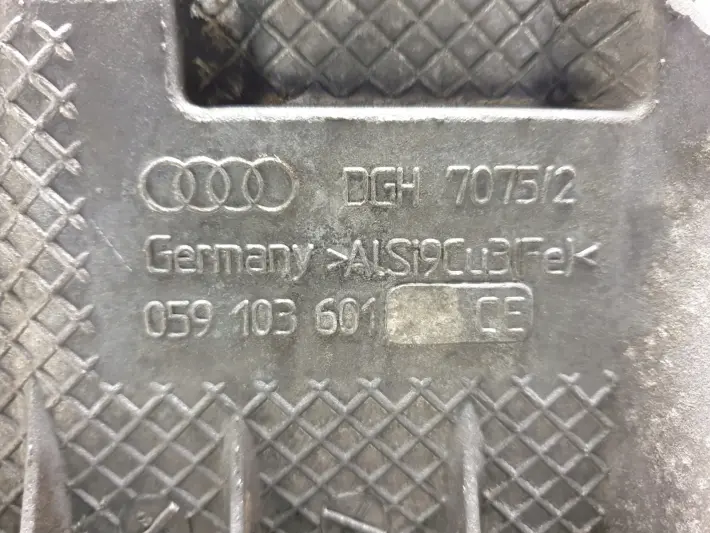 DGH 7075/2
Germany >AlSi9Cu3(Fe)<
059 103 601 CE